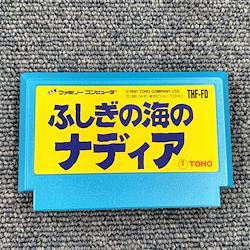 ファミリーコンピュータ
© 1991 TOHO COMPANY, LTD.
THF-FD
ふしぎの海の
ナディア
TOHO